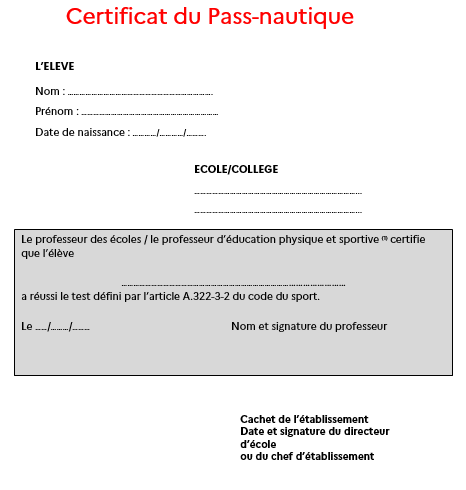 Certificat du Pass-nautique
L'ELEVE
Nom : ................................................
Prénom : ..............................................
Date de naissance : ........./........./........
ECOLE/COLLEGE
........................................................
........................................................
Le professeur des écoles / le professeur d'éducation physique et sportive (1) certifie
que l'élève
...........................................................................
a réussi le test défini par l'article A.322-3-2 du code du sport.
Le ...../......../........ Nom et signature du professeur
Cachet de l'établissement
Date et signature du directeur
d'école
ou du chef d'établissement